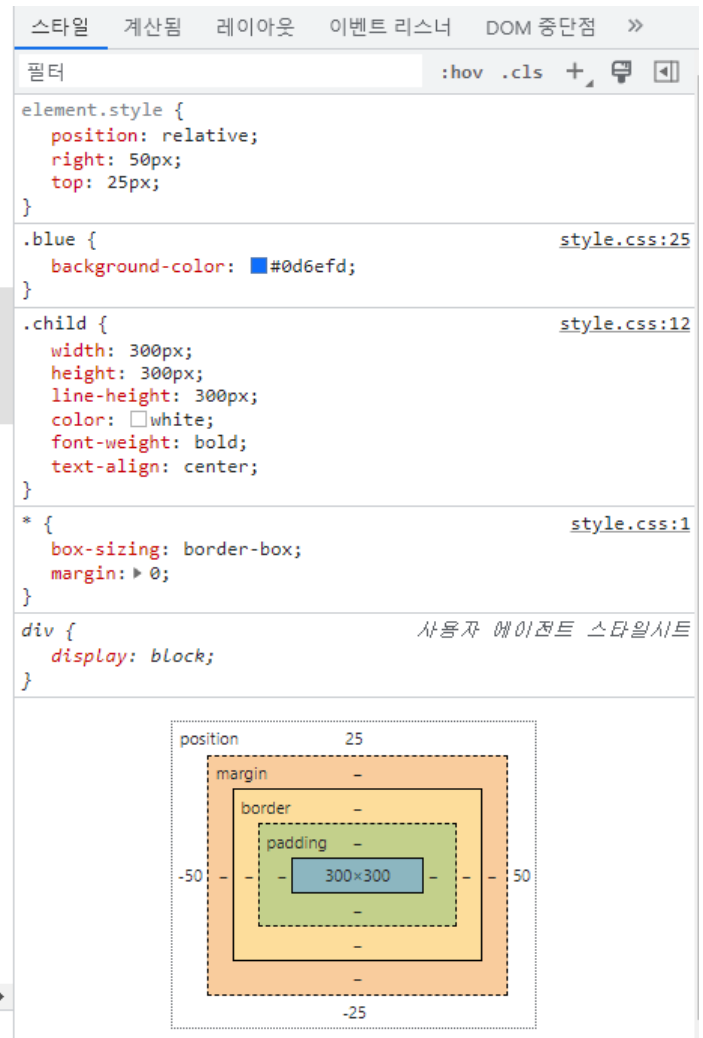 스타일 계산됨 레이아웃 이벤트 리스너 DOM 중단점 »
필터 :hov .cls +
element.style {
position: relative;
right: 50px;
top: 25px;
}
.blue { style.css:25
background-color: #0d6efd;
}
.child { style.css:12
width: 300px;
height: 300px;
line-height: 300px;
color: white;
font-weight: bold;
text-align: center;
}
* { style.css:1
box-sizing: border-box;
margin: ▶ 0;
}
div { 사용자 에이전트 스타일시트
display: block;
}
position 25
margin –
border –
padding –
-50 – – – 300×300 – – – 50
–
–
–
-25